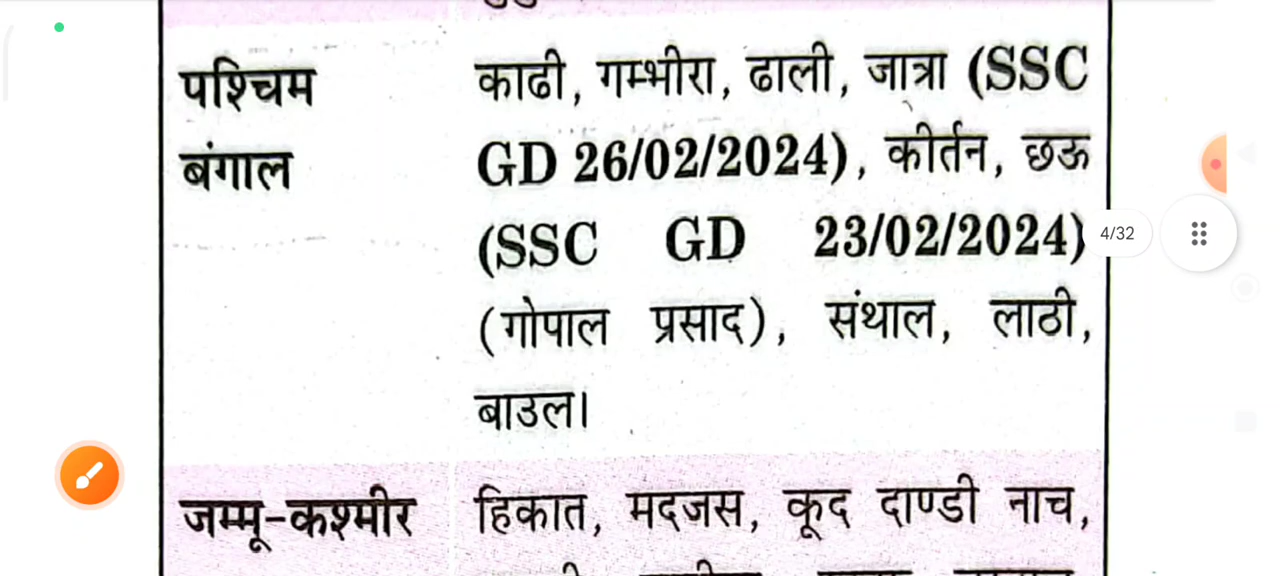 पश्चिम
बंगाल
काढी, गम्भीरा, ढाली, जात्रा (SSC
GD 26/02/2024), कीर्तन, छऊ
(SSC GD 23/02/2024)
(गोपाल प्रसाद), संथाल, लाठी,
बाउल।
4/32
जम्मू-कश्मीर
हिकात, मदजस, कूद दाण्डी नाच,